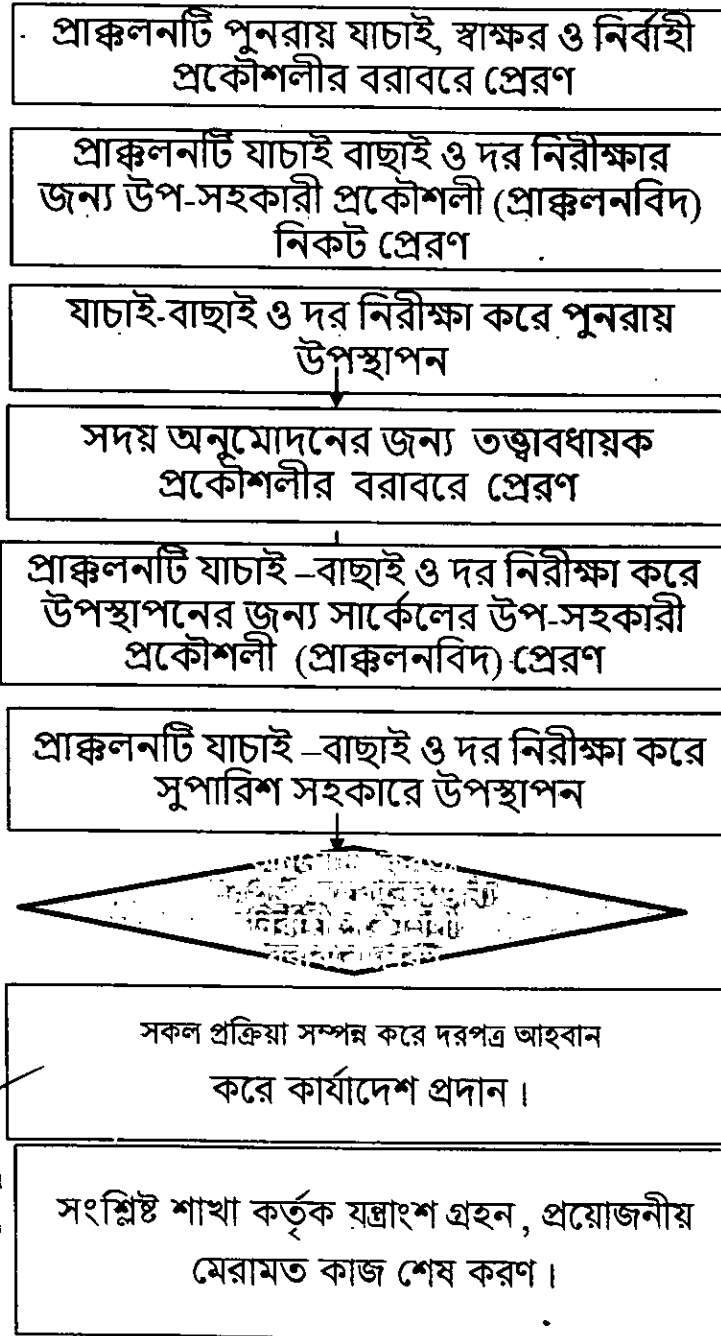 প্রাক্কলনটি পুনরায় যাচাই, স্বাক্ষর ও নির্বাহী
প্রকৌশলীর বরাবরে প্রেরণ
প্রাক্কলনটি যাচাই বাছাই ও দর নিরীক্ষার
জন্য উপ-সহকারী প্রকৌশলী (প্রাক্কলনবিদ)
নিকট প্রেরণ
যাচাই-বাছাই ও দর নিরীক্ষা করে পুনরায়
উপস্থাপন
সদয় অনুমোদনের জন্য তত্ত্বাবধায়ক
প্রকৌশলীর বরাবরে প্রেরণ
প্রাক্কলনটি যাচাই –বাছাই ও দর নিরীক্ষা করে
উপস্থাপনের জন্য সার্কেলের উপ-সহকারী
প্রকৌশলী (প্রাক্কলনবিদ) প্রেরণ
প্রাক্কলনটি যাচাই –বাছাই ও দর নিরীক্ষা করে
সুপারিশ সহকারে উপস্থাপন
নির্বাহী
সকল প্রক্রিয়া সম্পন্ন করে দরপত্র আহবান
করে কার্যাদেশ প্রদান।
সংশ্লিষ্ট শাখা কর্তৃক যন্ত্রাংশ গ্রহন, প্রয়োজনীয়
মেরামত কাজ শেষ করণ।